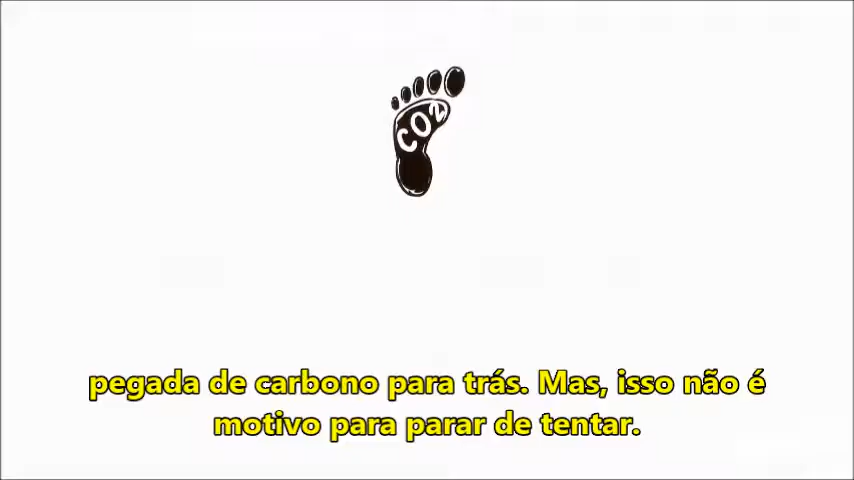 CO2
pegada de carbono para trás. Mas, isso não é
motivo para parar de tentar.